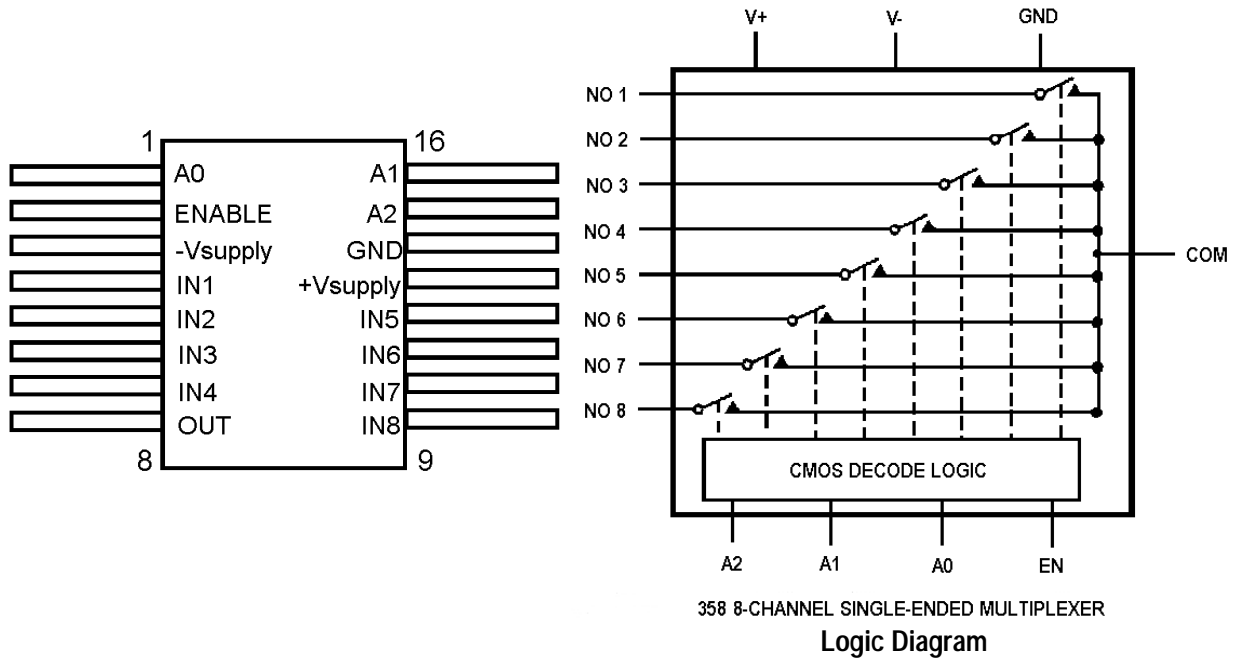 1 16
A0 A1
ENABLE A2
-Vsupply GND
IN1 +Vsupply
IN2 IN5
IN3 IN6
IN4 IN7
OUT IN8
8 9
V+ V- GND
NO 1
NO 2
NO 3
NO 4
NO 5
NO 6
NO 7
NO 8
COM
CMOS DECODE LOGIC
A2 A1 A0 EN
358 8-CHANNEL SINGLE-ENDED MULTIPLEXER
Logic Diagram